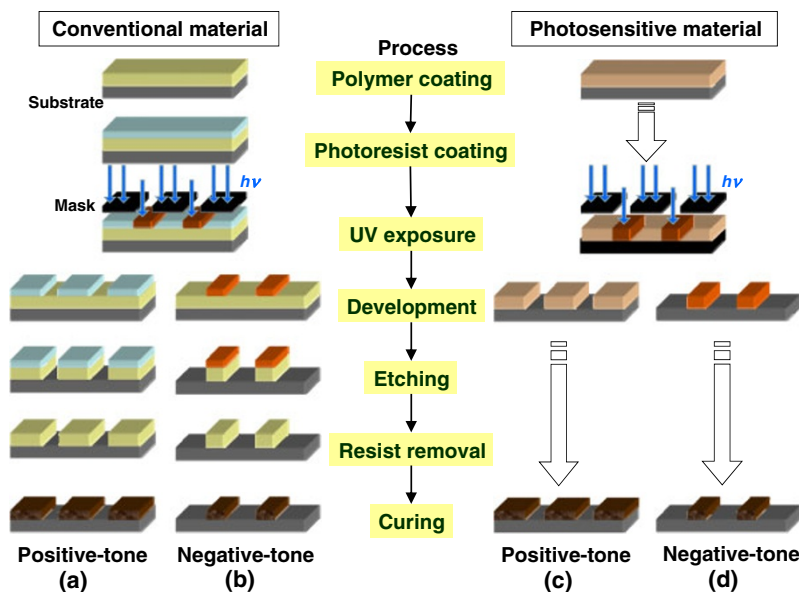 Conventional material
Process
Photosensitive material
Polymer coating
Substrate
Photoresist coating
hν
hν
Mask
UV exposure
Development
Etching
Resist removal
Curing
Positive-tone
Negative-tone
Positive-tone
Negative-tone
(a)
(b)
(c)
(d)